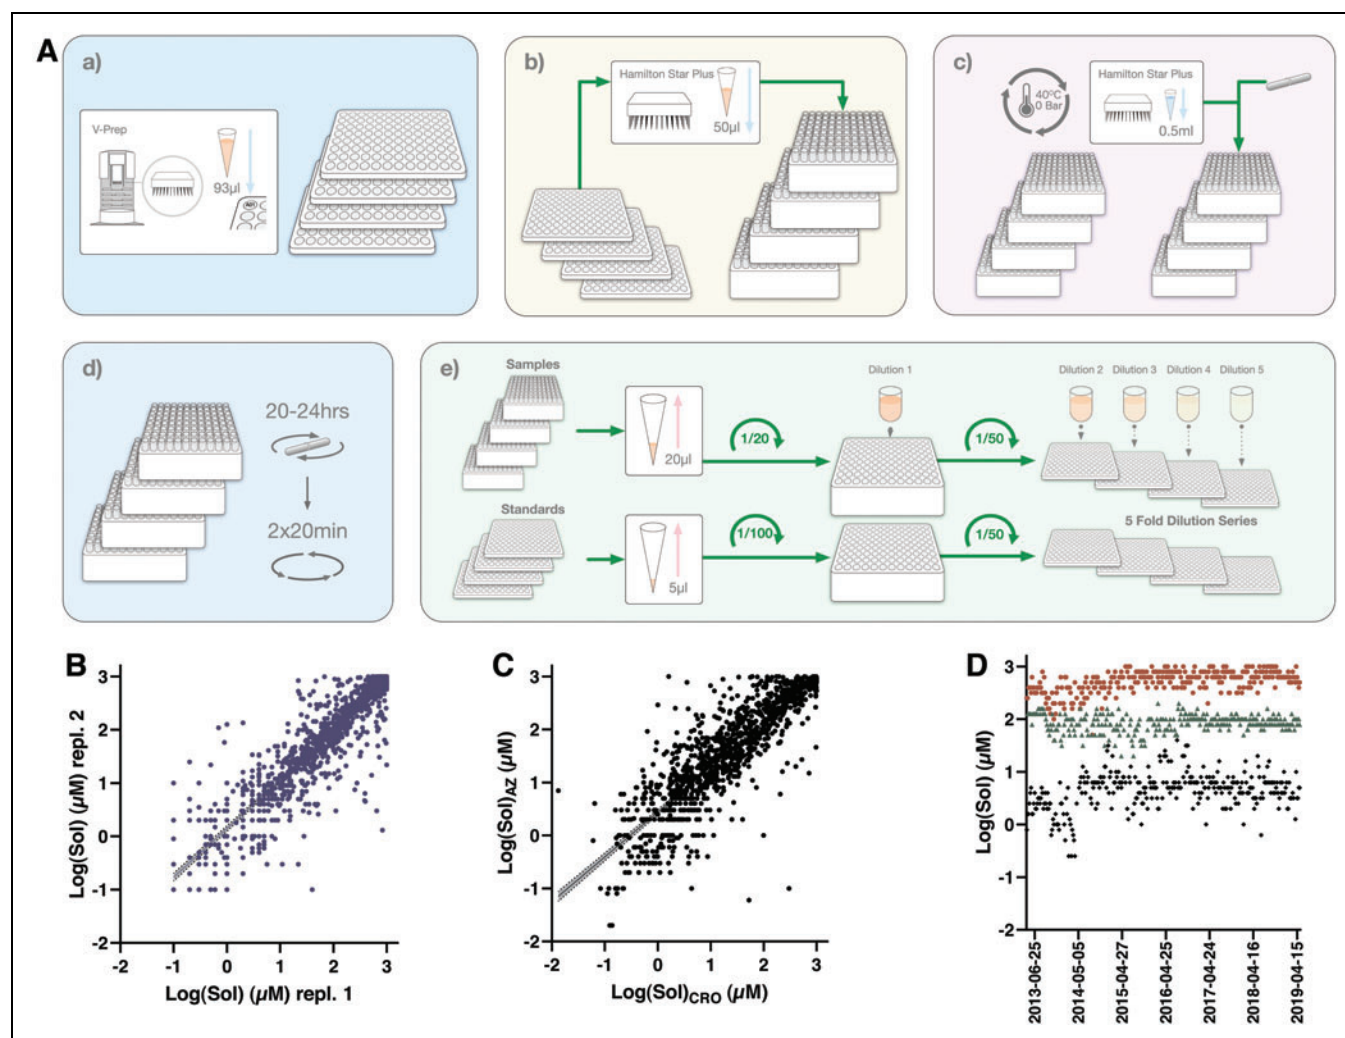 A
a)
V-Prep
93µl
A01
b)
Hamilton Star Plus
50µl
c)
40°C
0 Bar
Hamilton Star Plus
0.5ml
d)
20-24hrs
2x20min
e)
Samples
20µl
1/20
Dilution 1
1/50
Dilution 2 Dilution 3 Dilution 4 Dilution 5
Standards
5µl
1/100
1/50
5 Fold Dilution Series
B
Log(Sol) (µM) repl. 2
3
2
1
0
-1
-2
-2 -1 0 1 2 3
Log(Sol) (µM) repl. 1
C
Log(Sol)AZ (µM)
3
2
1
0
-1
-2
-2 -1 0 1 2 3
Log(Sol)CRO (µM)
D
Log(Sol) (µM)
3
2
1
0
-1
-2
2013-06-25
2014-05-05
2015-04-27
2016-04-25
2017-04-24
2018-04-16
2019-04-15